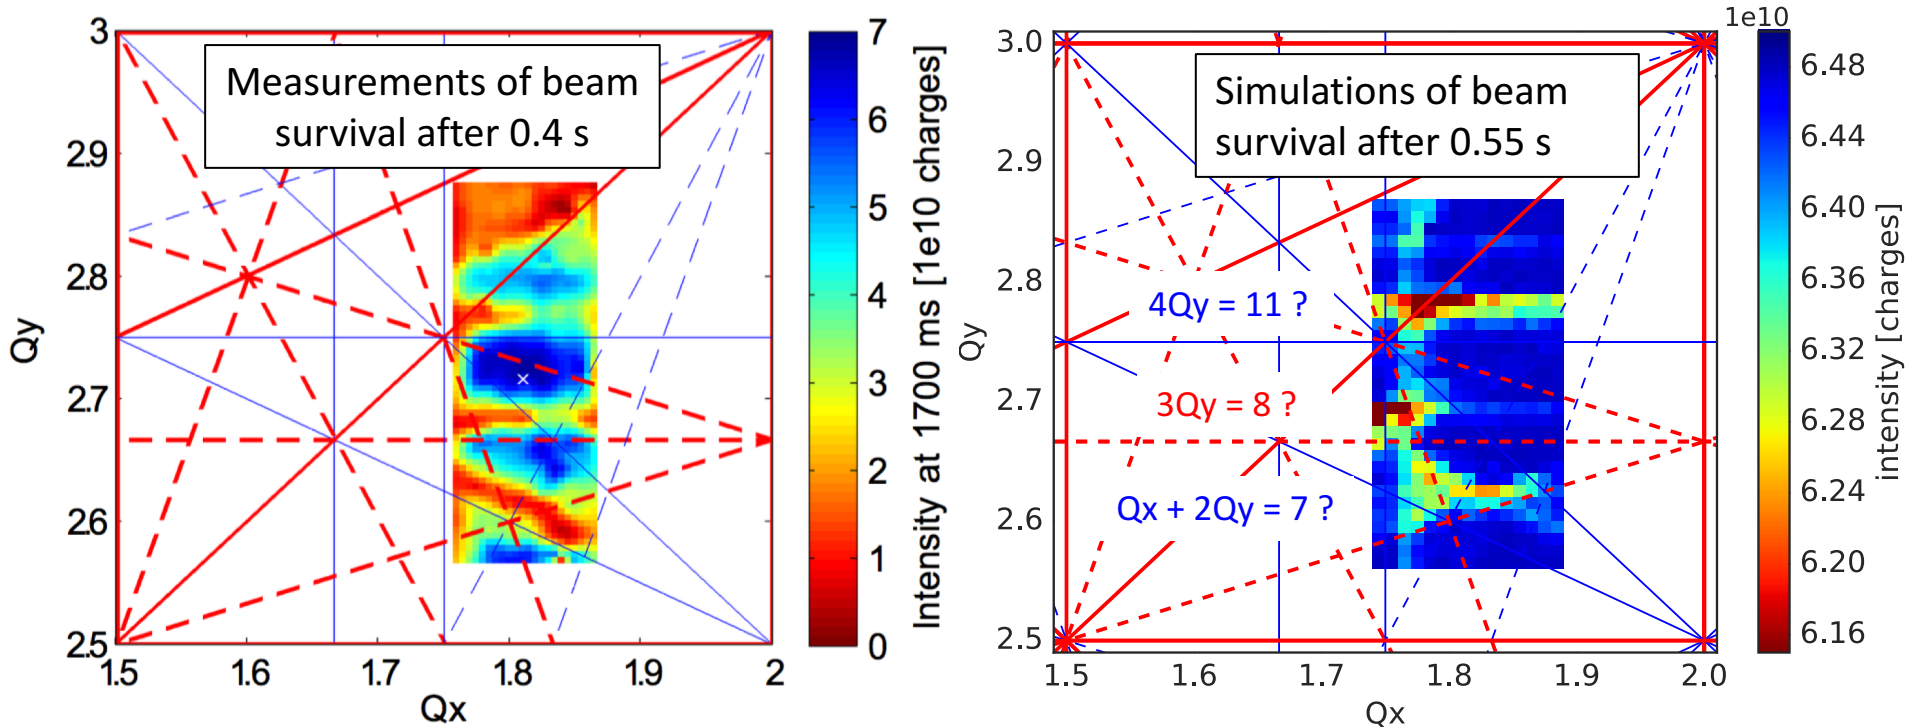 Measurements of beam
survival after 0.4 s
3
2.9
2.8
2.7
2.6
2.5
Qy
1.5
1.6
1.7
1.8
1.9
2
Qx
7
6
5
4
3
2
1
0
Intensity at 1700 ms [1e10 charges]
Simulations of beam
survival after 0.55 s
4Qy = 11 ?
3Qy = 8 ?
Qx + 2Qy = 7 ?
3.0
2.9
2.8
2.7
2.6
2.5
Qy
1.5
1.6
1.7
1.8
1.9
2.0
Qx
1e10
6.48
6.44
6.40
6.36
6.32
6.28
6.24
6.20
6.16
intensity [charges]